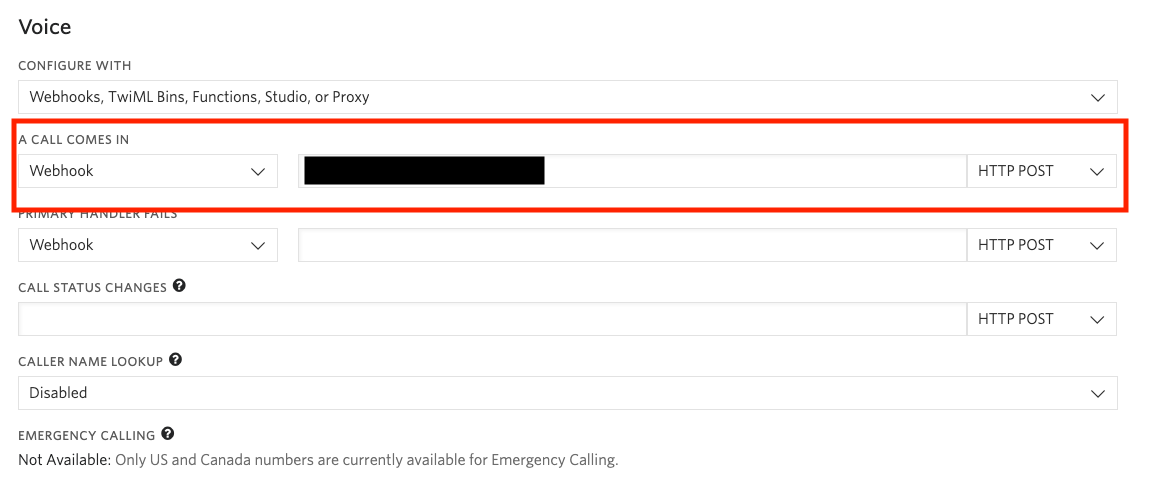 Voice
CONFIGURE WITH
Webhooks, TwiML Bins, Functions, Studio, or Proxy
A CALL COMES IN
Webhook HTTP POST
PRIMARY HANDLER FAILS
Webhook HTTP POST
CALL STATUS CHANGES ?
HTTP POST
CALLER NAME LOOKUP ?
Disabled
EMERGENCY CALLING ?
Not Available: Only US and Canada numbers are currently available for Emergency Calling.